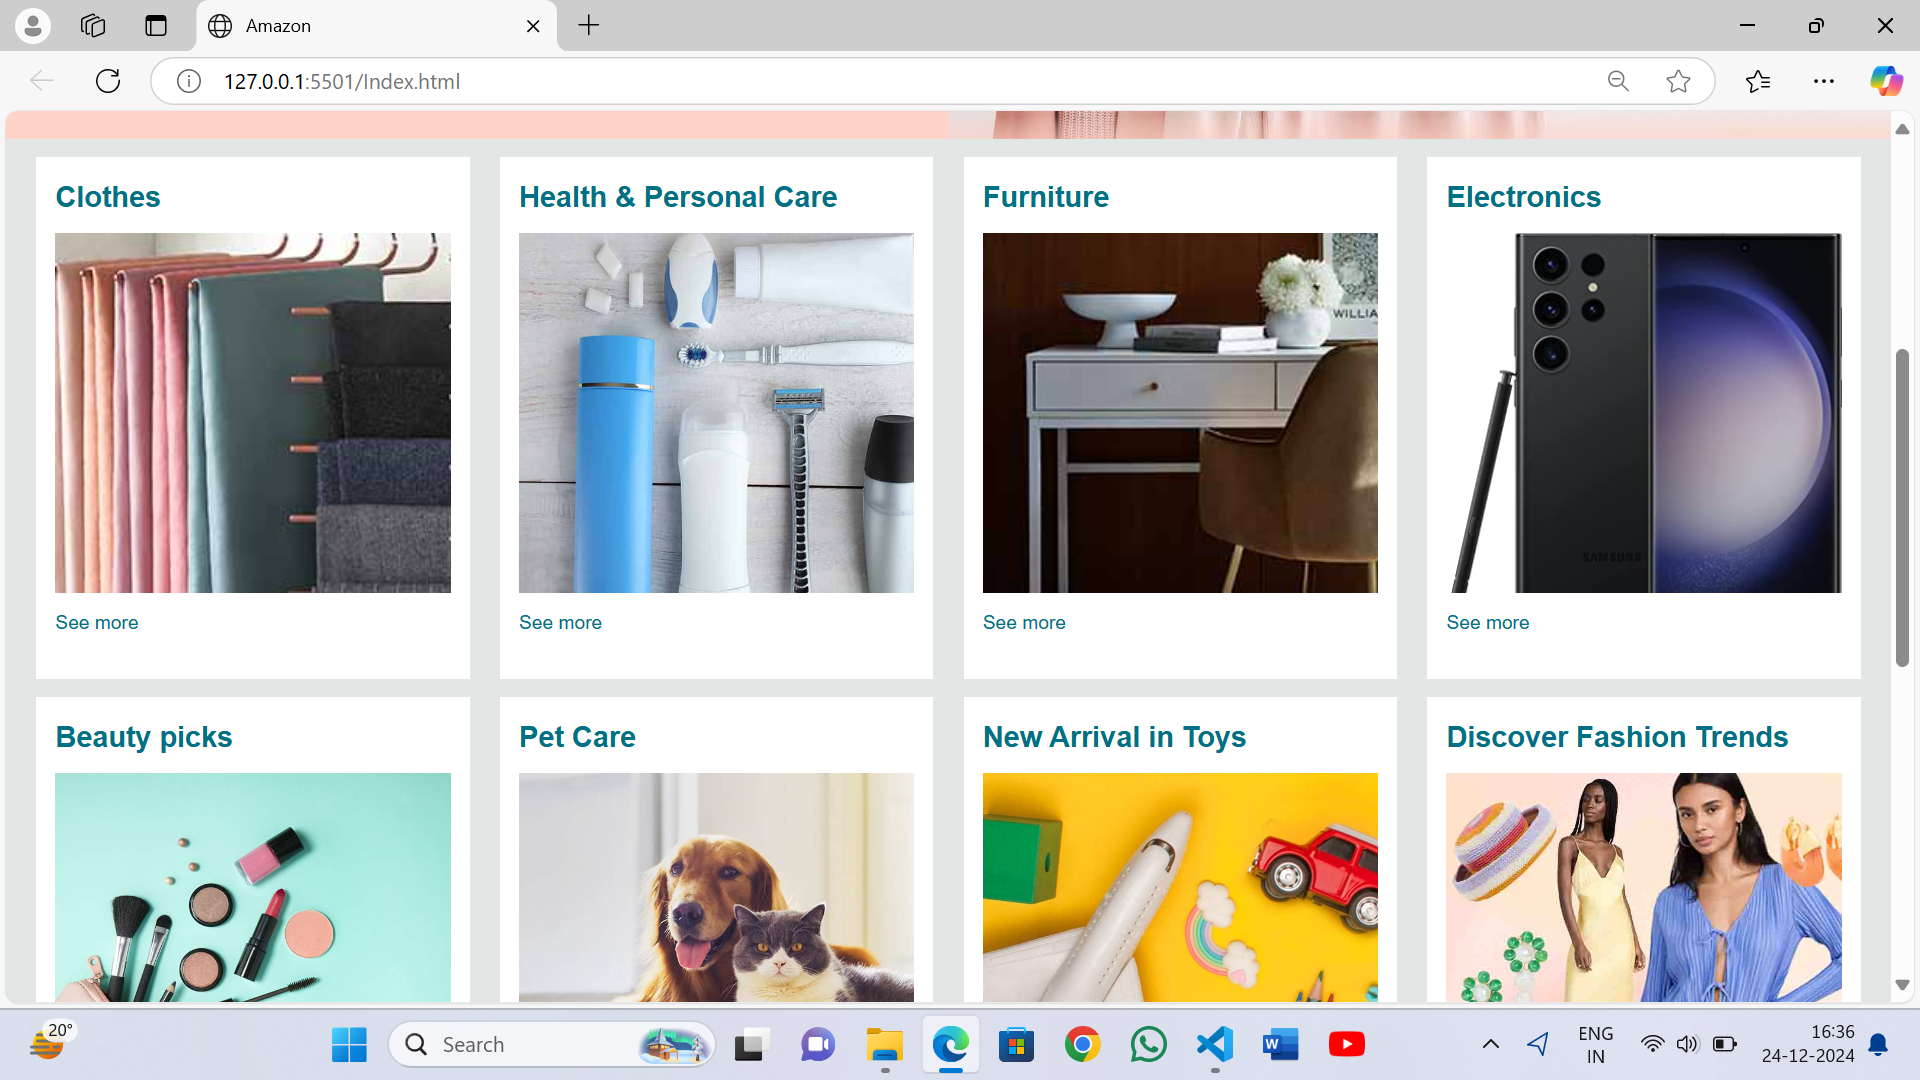 Amazon
127.0.0.1:5501/Index.html
Clothes
Health & Personal Care
Furniture
Electronics
WILLIA
SAMSUNG
See more
See more
See more
See more
Beauty picks
Pet Care
New Arrival in Toys
Discover Fashion Trends
20°
Search
W
ENG
IN
16:36
24-12-2024